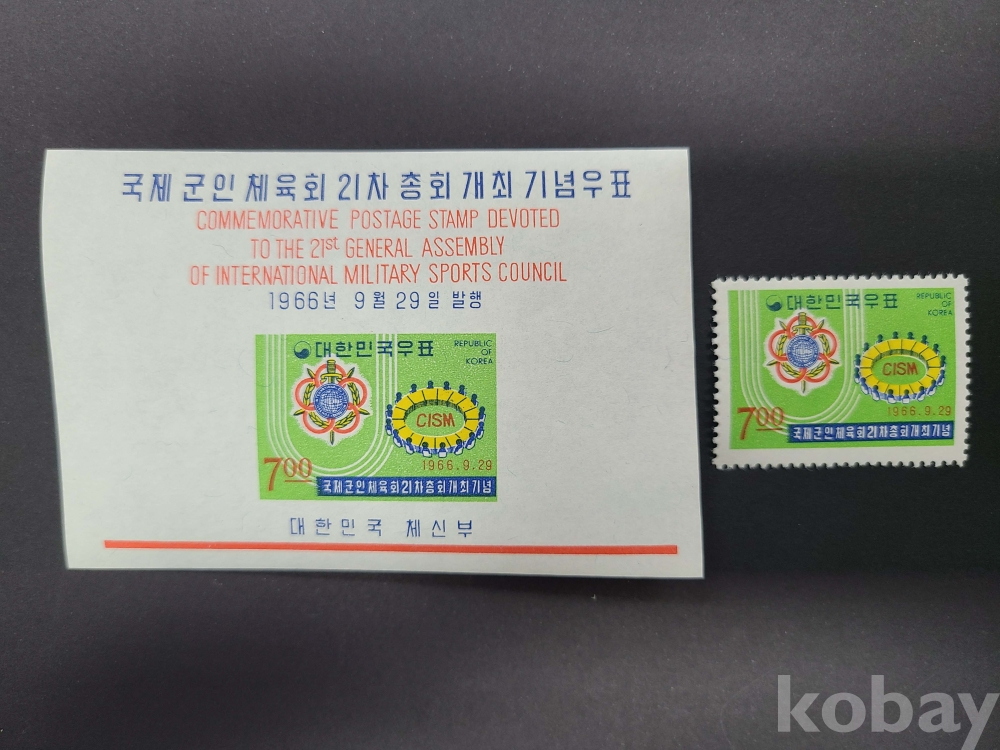 국제 군인 체육회 21차 총회 개최 기념우표
COMMEMORATIVE POSTAGE STAMP DEVOTED
TO THE 21st GENERAL ASSEMBLY
OF INTERNATIONAL MILITARY SPORTS COUNCIL
1966년 9월 29일 발행
대한민국우표
REPUBLIC
OF
KOREA
CISM
1966.9.29
700
국제군인체육회21차총회개최기념
대한민국 체신부
대한민국우표
REPUBLIC
OF
KOREA
CISM
1966.9.29
700
국제군인체육회21차총회개최기념
kobay